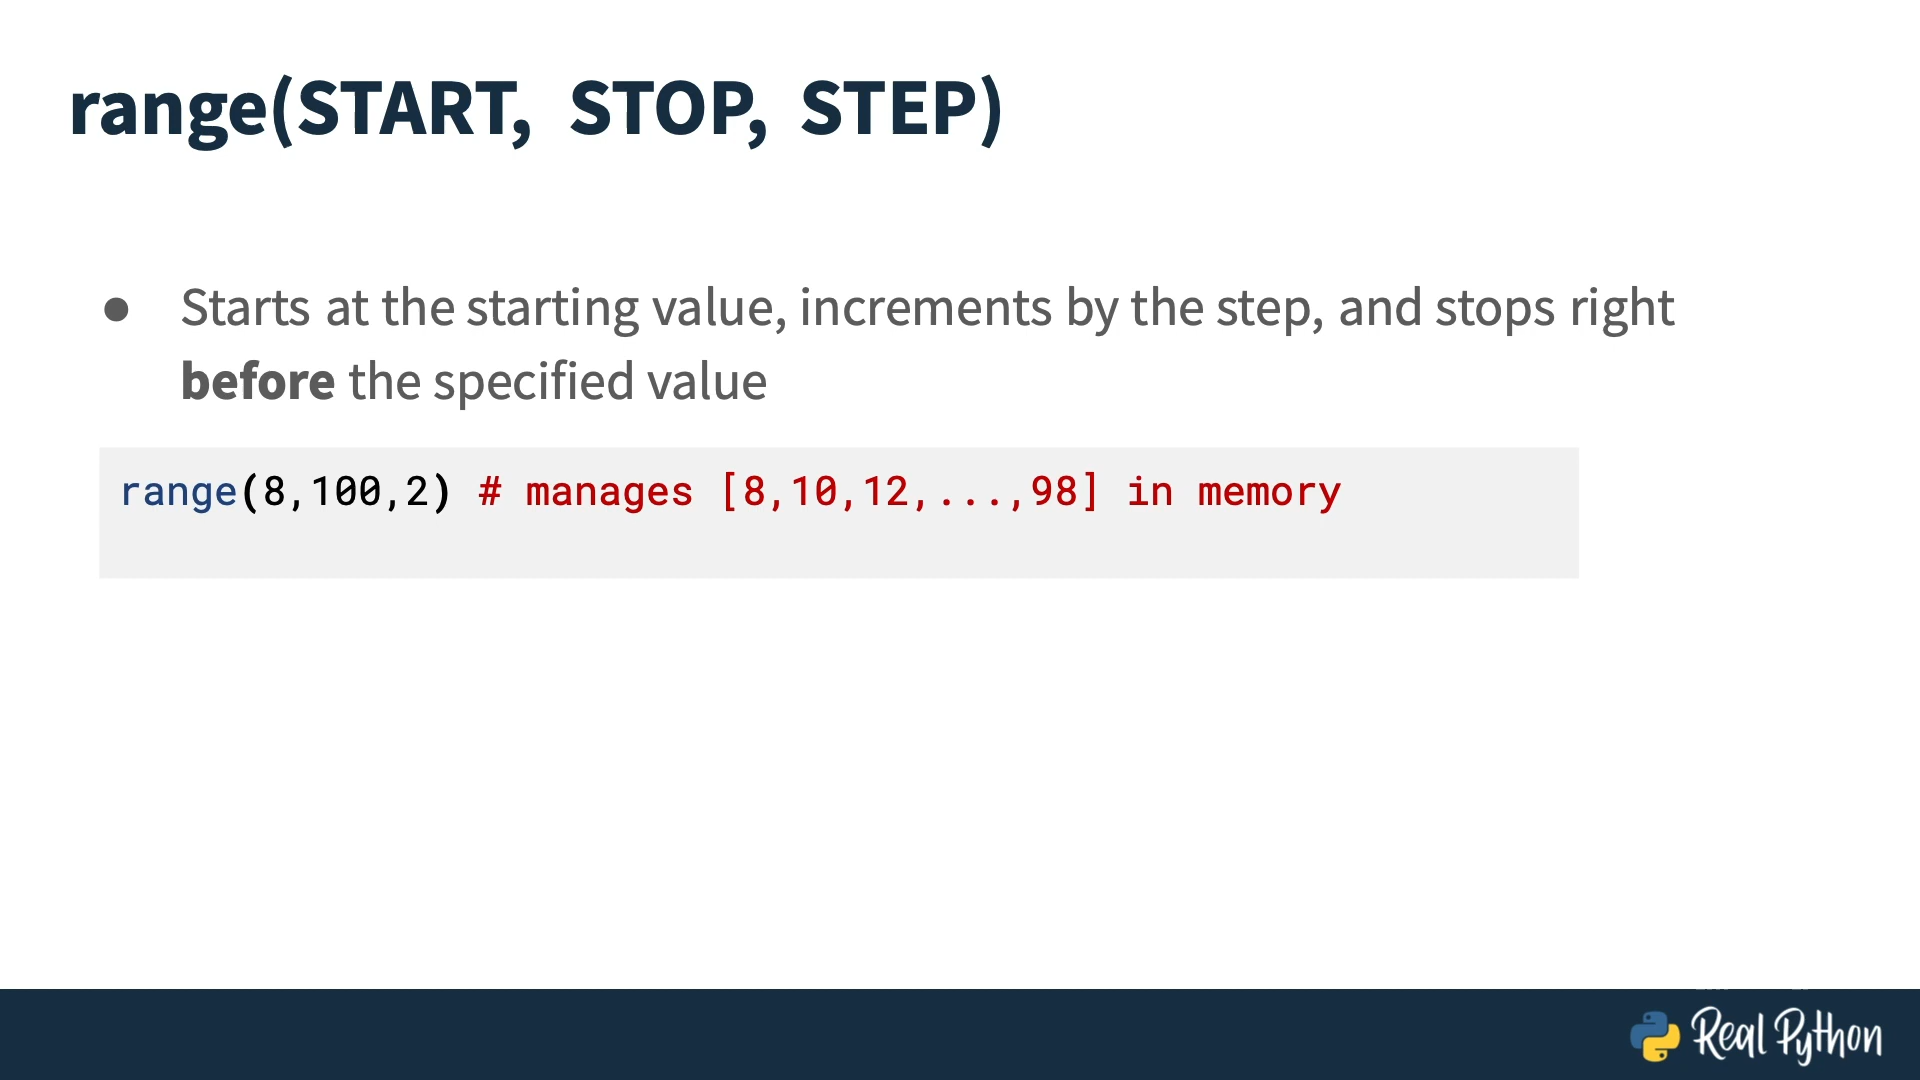 range(START, STOP, STEP)
● Starts at the starting value, increments by the step, and stops right
before the specified value
range(8,100,2) # manages [8,10,12,...,98] in memory
Real Python